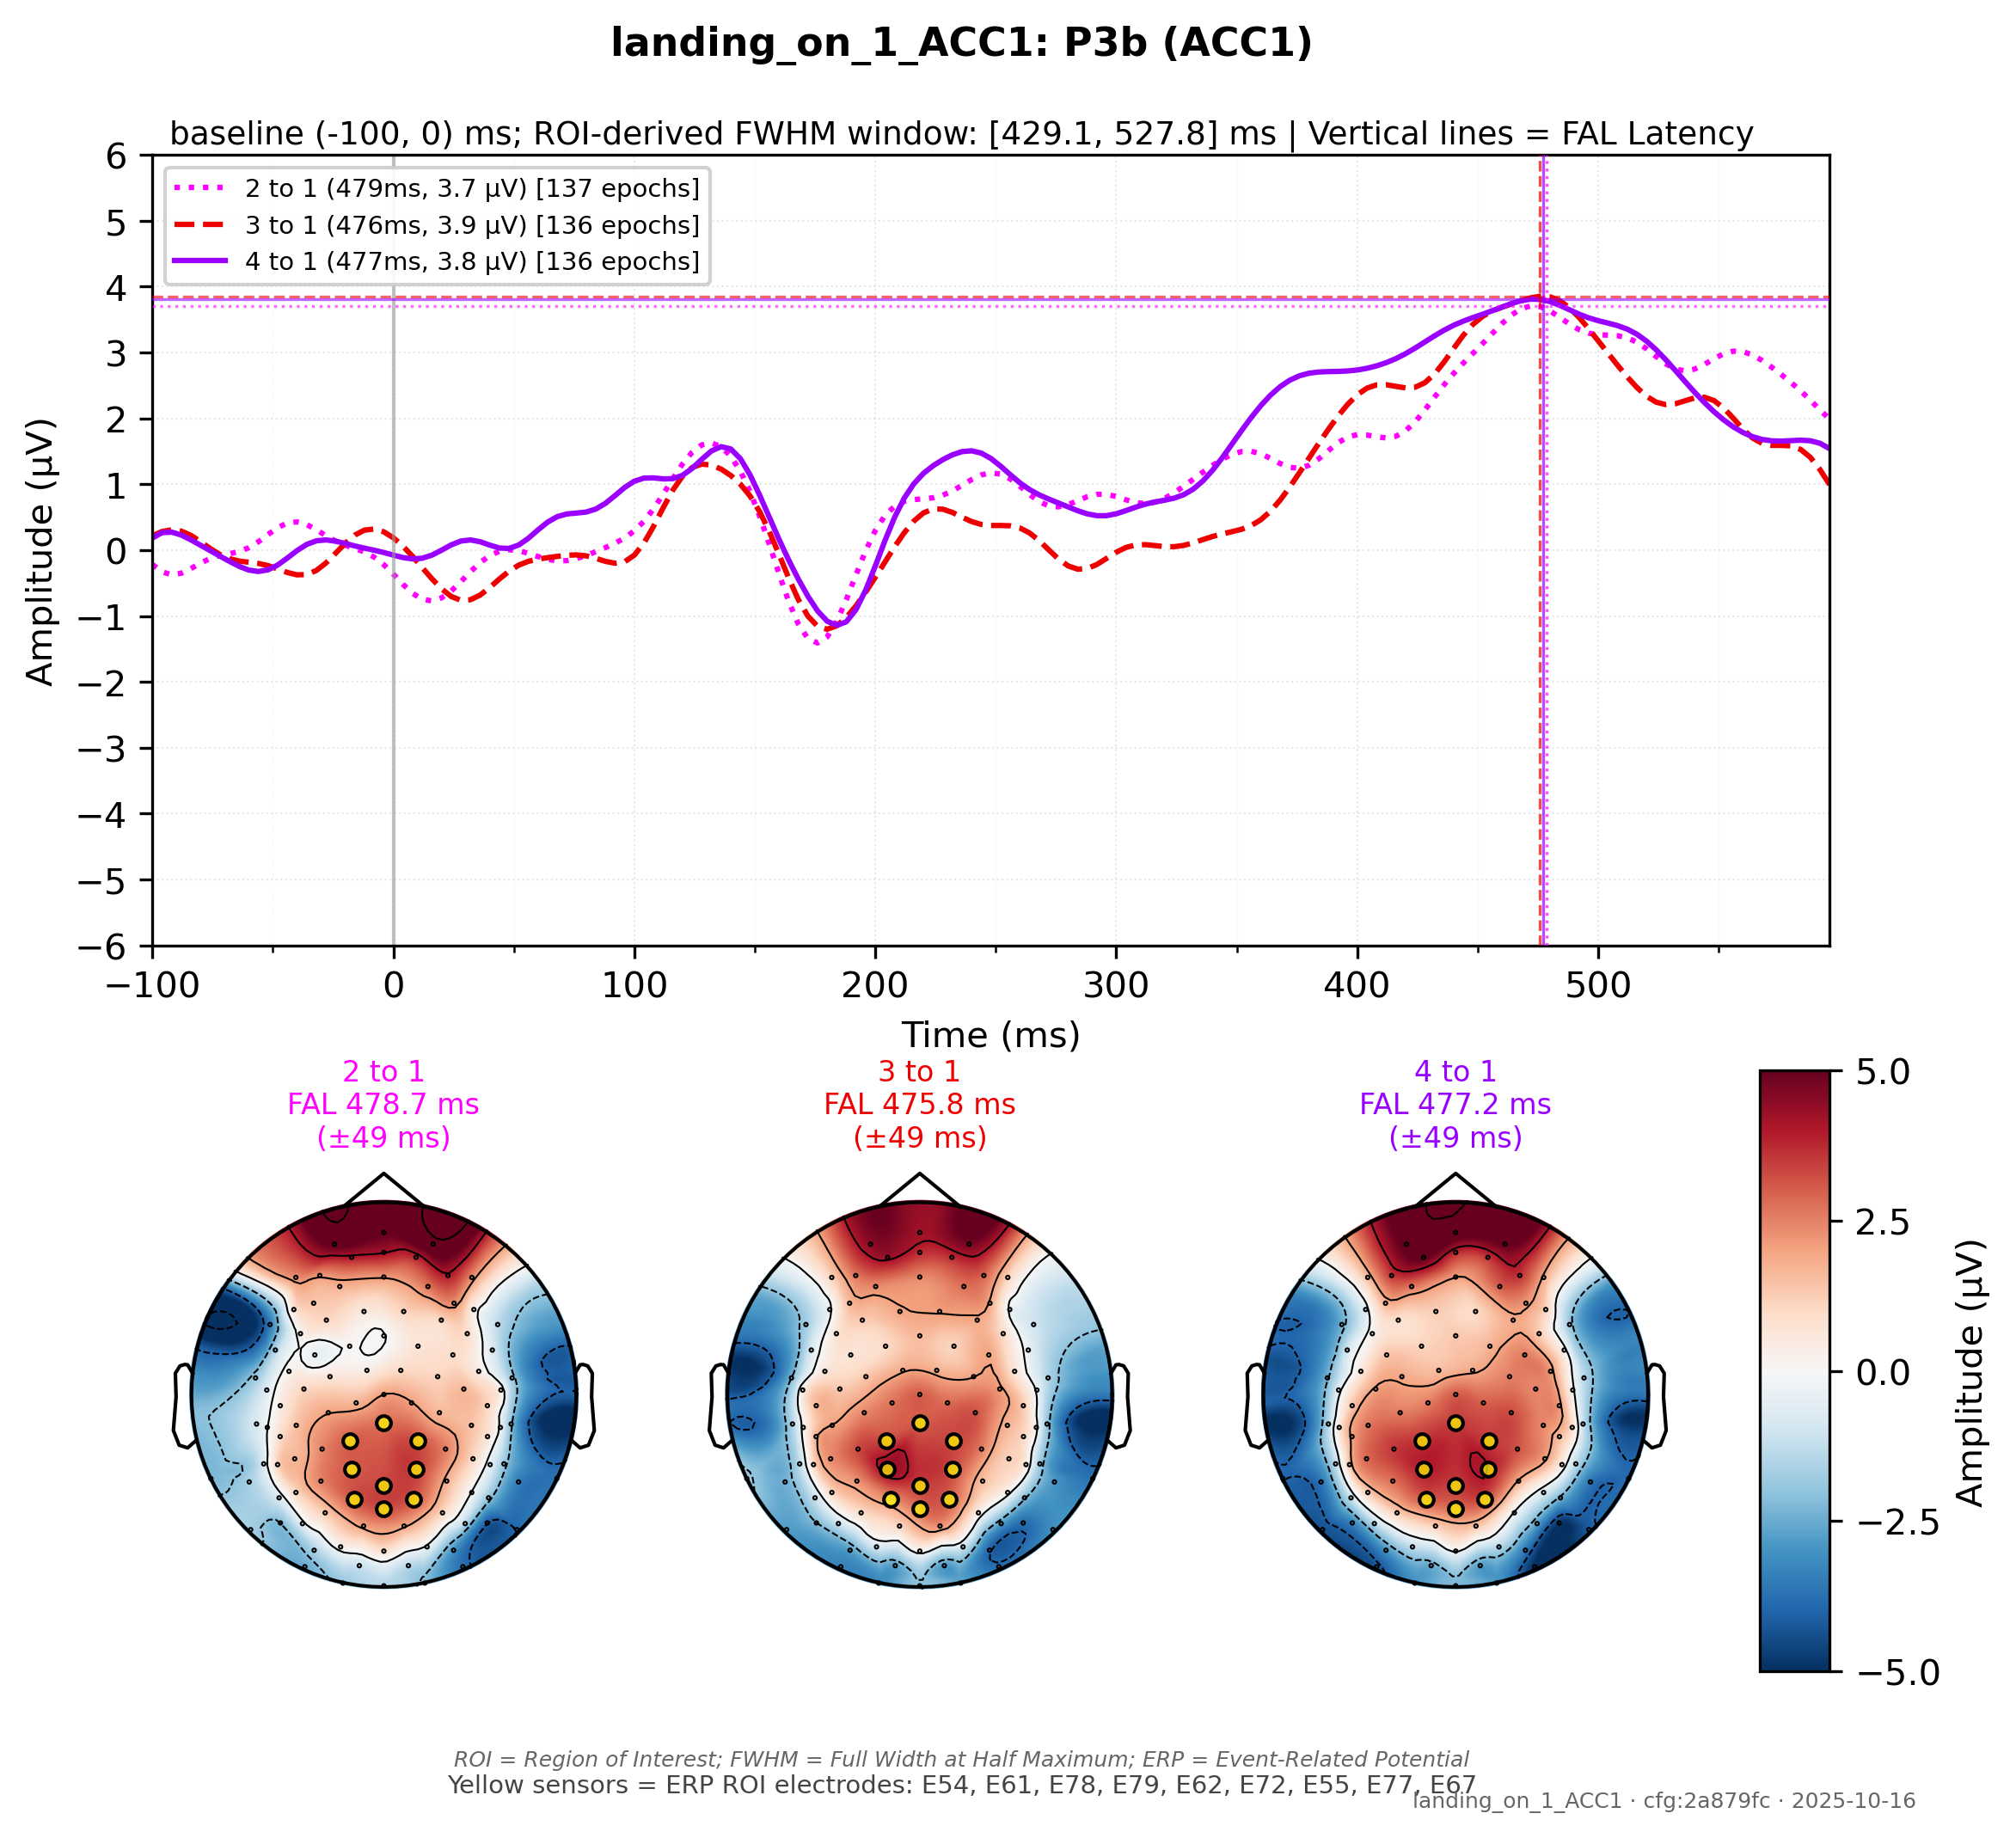 landing_on_1_ACC1: P3b (ACC1)
baseline (-100, 0) ms; ROI-derived FWHM window: [429.1, 527.8] ms | Vertical lines = FAL Latency
2 to 1 (479ms, 3.7 μV) [137 epochs]
3 to 1 (476ms, 3.9 μV) [136 epochs]
4 to 1 (477ms, 3.8 μV) [136 epochs]
Amplitude (μV)
6
5
4
3
2
1
0
−1
−2
−3
−4
−5
−6
−100 0 100 200 300 400 500
Time (ms)
2 to 1
FAL 478.7 ms
(±49 ms)
3 to 1
FAL 475.8 ms
(±49 ms)
4 to 1
FAL 477.2 ms
(±49 ms)
5.0
2.5
0.0
−2.5
−5.0
Amplitude (μV)
ROI = Region of Interest; FWHM = Full Width at Half Maximum; ERP = Event-Related Potential
Yellow sensors = ERP ROI electrodes: E54, E61, E78, E79, E62, E72, E55, E77, E67
landing_on_1_ACC1 · cfg:2a879fc · 2025-10-16